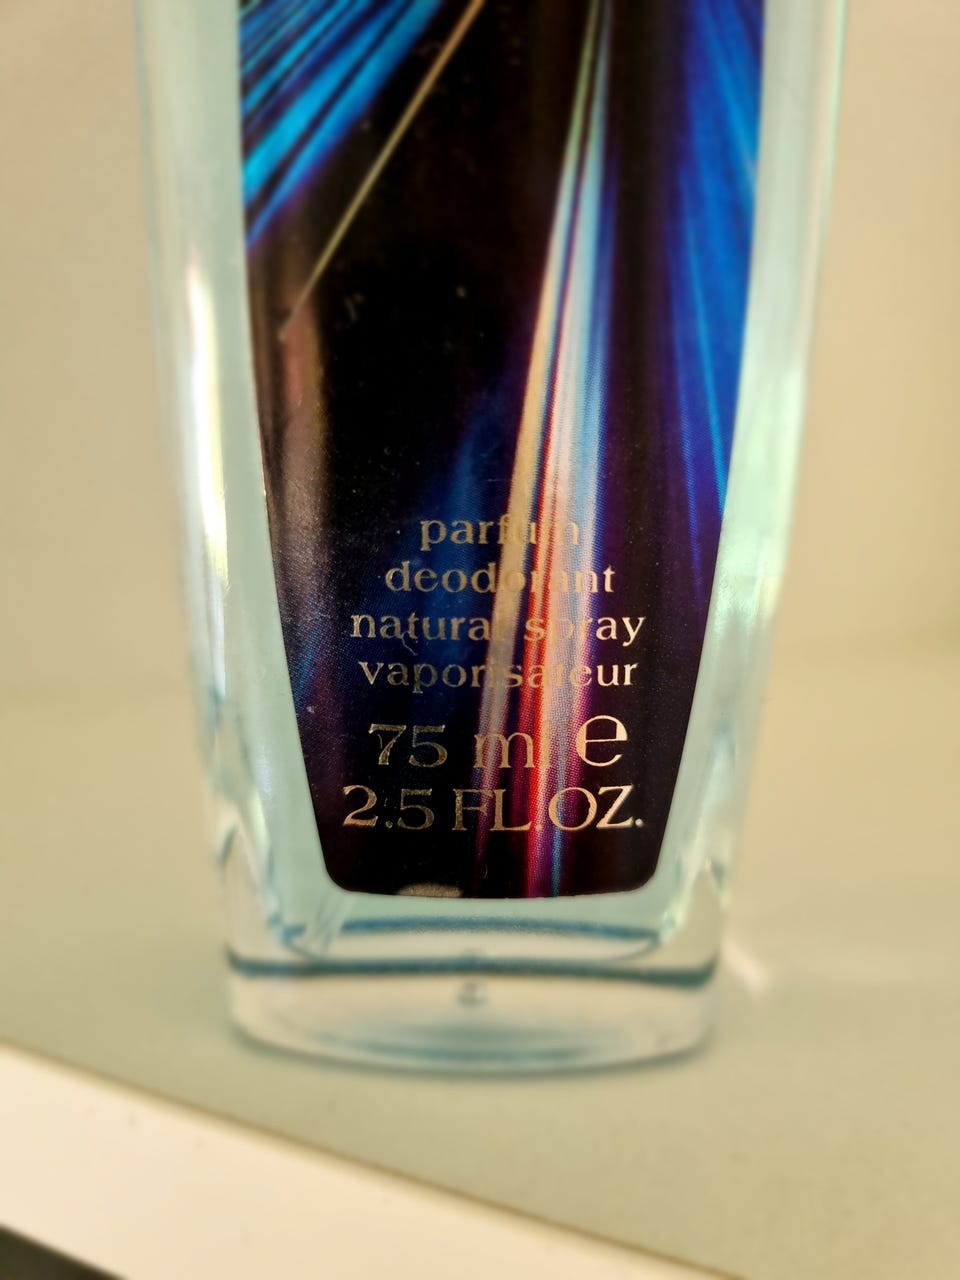 parfum
deodorant
natural spray
vaporisateur
75 ml e
2.5 FL.OZ.